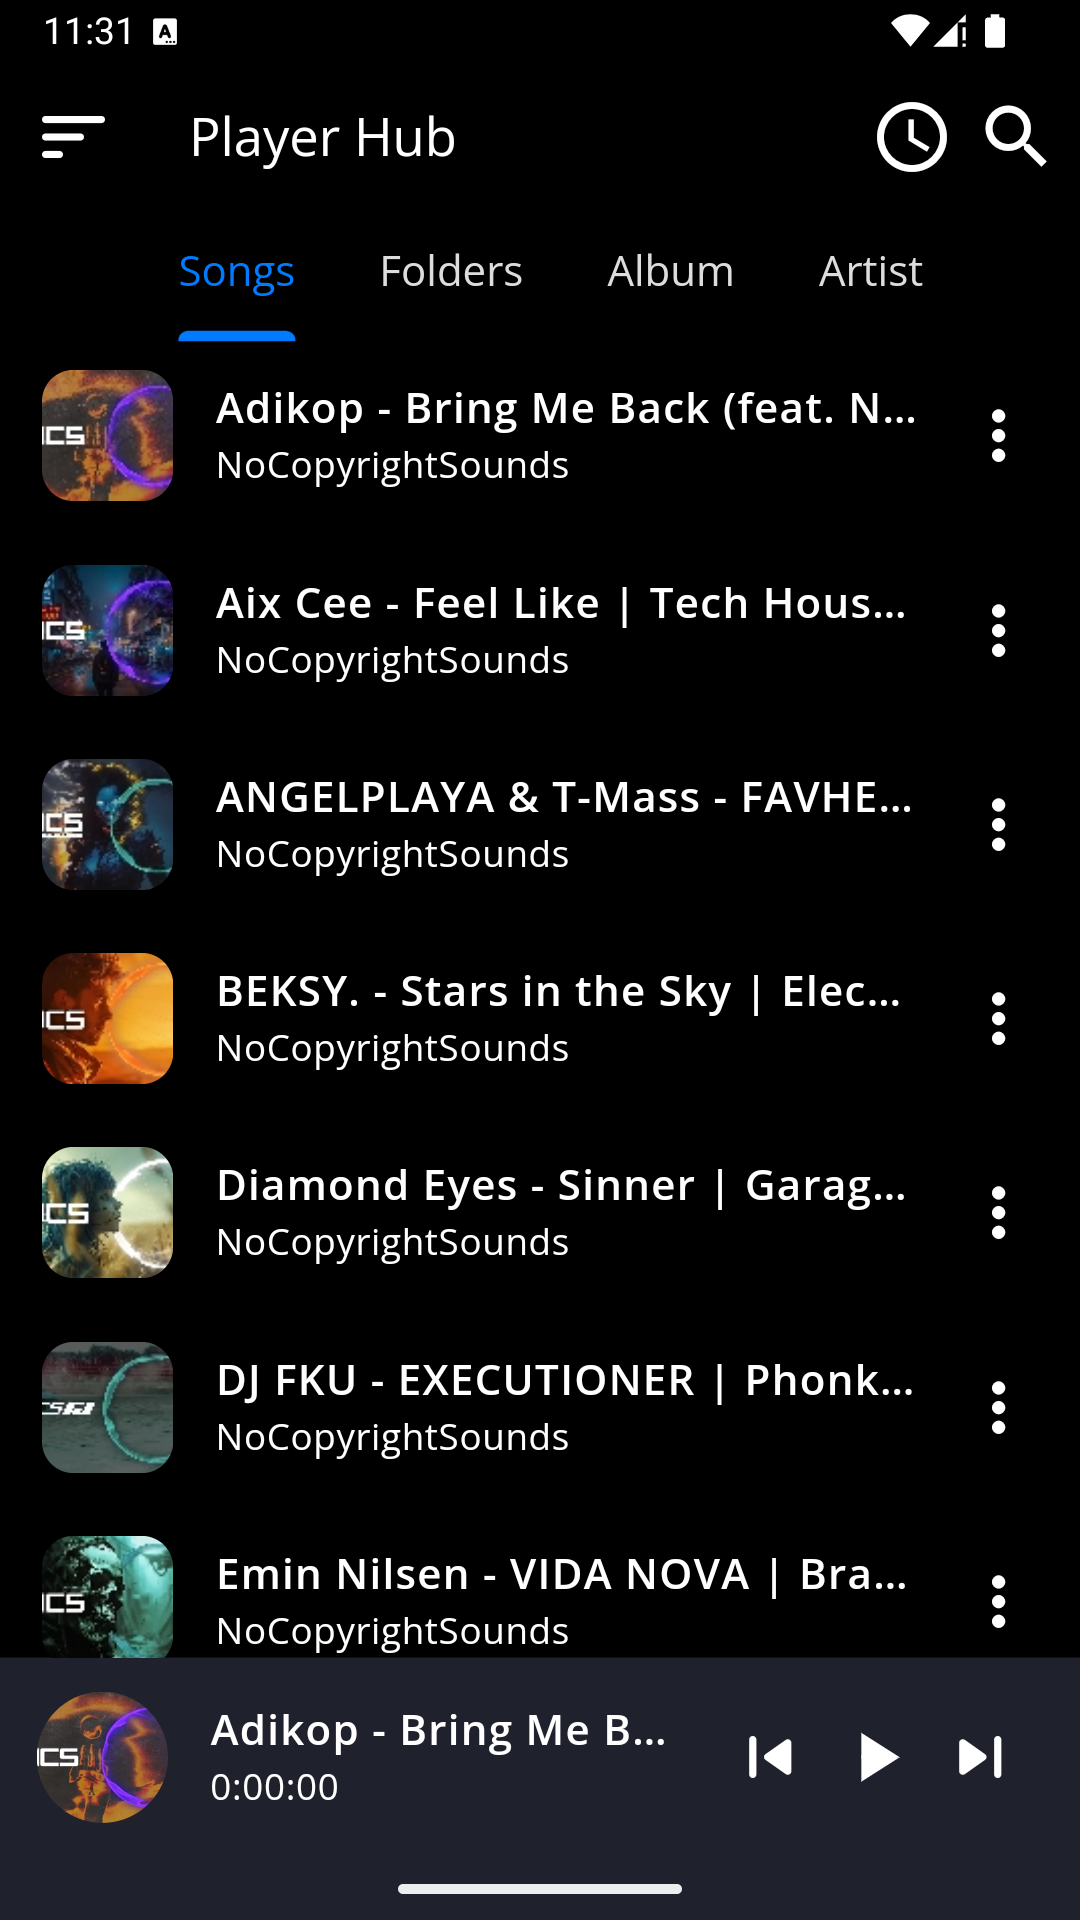 11:31
Player Hub
Songs Folders Album Artist
Adikop - Bring Me Back (feat. N...
NoCopyrightSounds
Aix Cee - Feel Like | Tech Hous...
NoCopyrightSounds
ANGELPLAYA & T-Mass - FAVHE...
NoCopyrightSounds
BEKSY. - Stars in the Sky | Elec...
NoCopyrightSounds
Diamond Eyes - Sinner | Garag...
NoCopyrightSounds
DJ FKU - EXECUTIONER | Phonk...
NoCopyrightSounds
Emin Nilsen - VIDA NOVA | Bra...
NoCopyrightSounds
Adikop - Bring Me B...
0:00:00